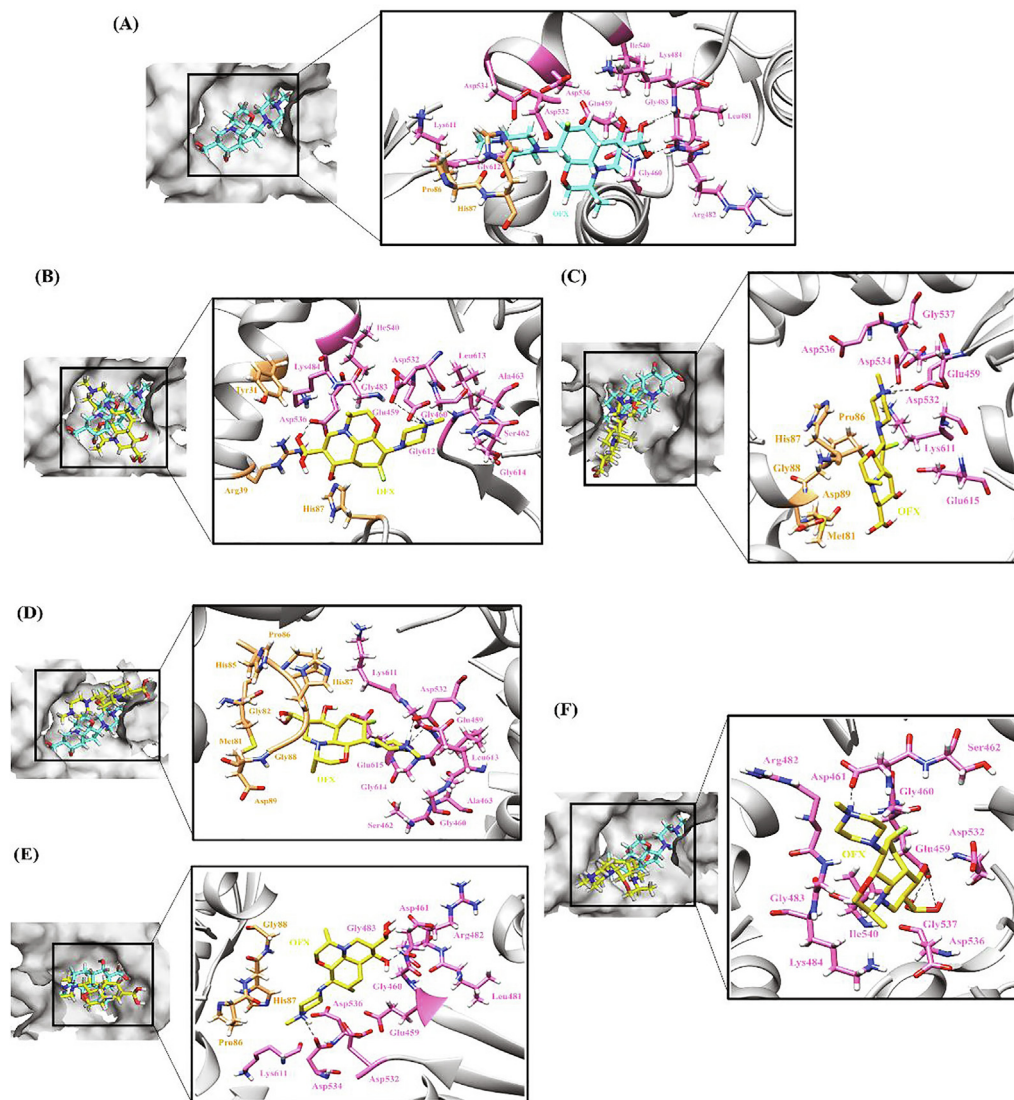 (A)
Ile540
Lys484
Asp534
Asp536
Glu459
Gly483
Asp532
Leu481
Lys611
Gly612
Pro86
Gly460
His87
OFX
Arg482
(B)
(C)
Ile540
Gly537
Asp532
Leu613
Asp536
Lys484
Ala463
Asp534
Tyr31
Gly483
Glu459
Glu459
Gly460
Asp532
Asp536
Pro86
Ser462
His87
Gly612
Lys611
Gly614
Gly88
Arg39
OFX
Asp89
Glu615
His87
Met81
OFX
(D)
Pro86
His85
Lys611
His87
Asp532
(F)
Gly82
Glu459
Ser462
Met81
Gly88
Glu615
Leu613
Arg482
Asp461
OFX
Gly614
Gly460
Asp89
Ala463
Ser462
Gly460
Asp532
OFX
Glu459
(E)
Asp461
Gly88
Gly483
OFX
Arg482
Gly483
Gly537
Ile540
Asp536
Gly460
Lys484
His87
Leu481
Asp536
Pro86
Glu459
Lys611
Asp534
Asp532